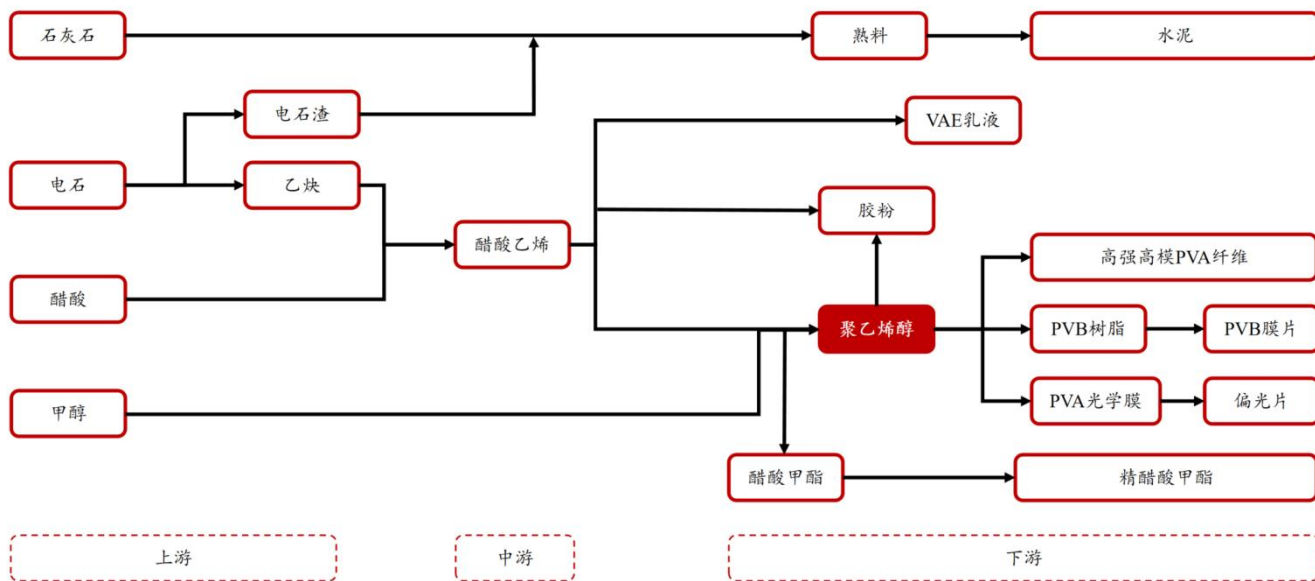 石灰石
熟料
水泥
电石渣
VAE乳液
电石
乙炔
胶粉
醋酸乙烯
高强高模PVA纤维
醋酸
聚乙烯醇
PVB树脂
PVB膜片
甲醇
PVA光学膜
偏光片
醋酸甲酯
精醋酸甲酯
上游
中游
下游